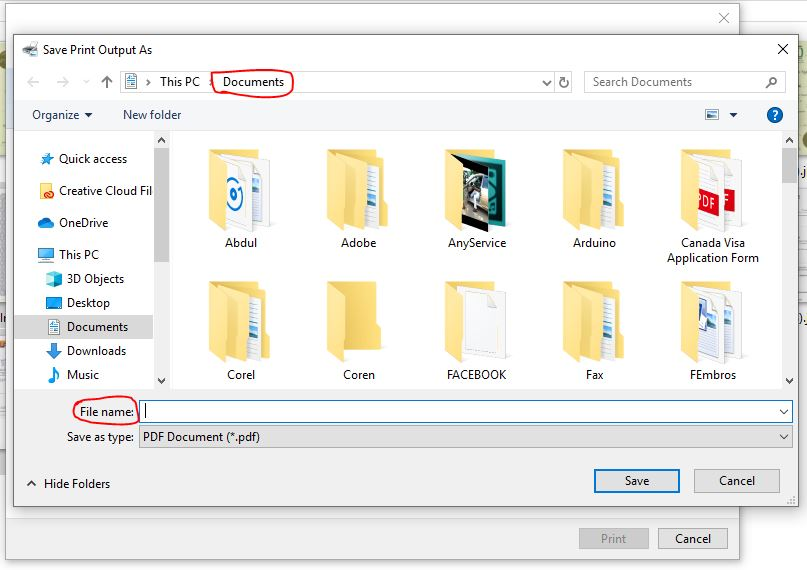 Save Print Output As
This PC
Documents
Search Documents
Organize
New folder
Quick access
Creative Cloud Fil
OneDrive
This PC
3D Objects
Desktop
Documents
Downloads
Music
Abdul
Adobe
AnyService
Arduino
Canada Visa
Application Form
PDF
Corel
Coren
FACEBOOK
Fax
FEmbros
File name:
Save as type:
PDF Document (*.pdf)
Hide Folders
Save
Cancel
Print
Cancel